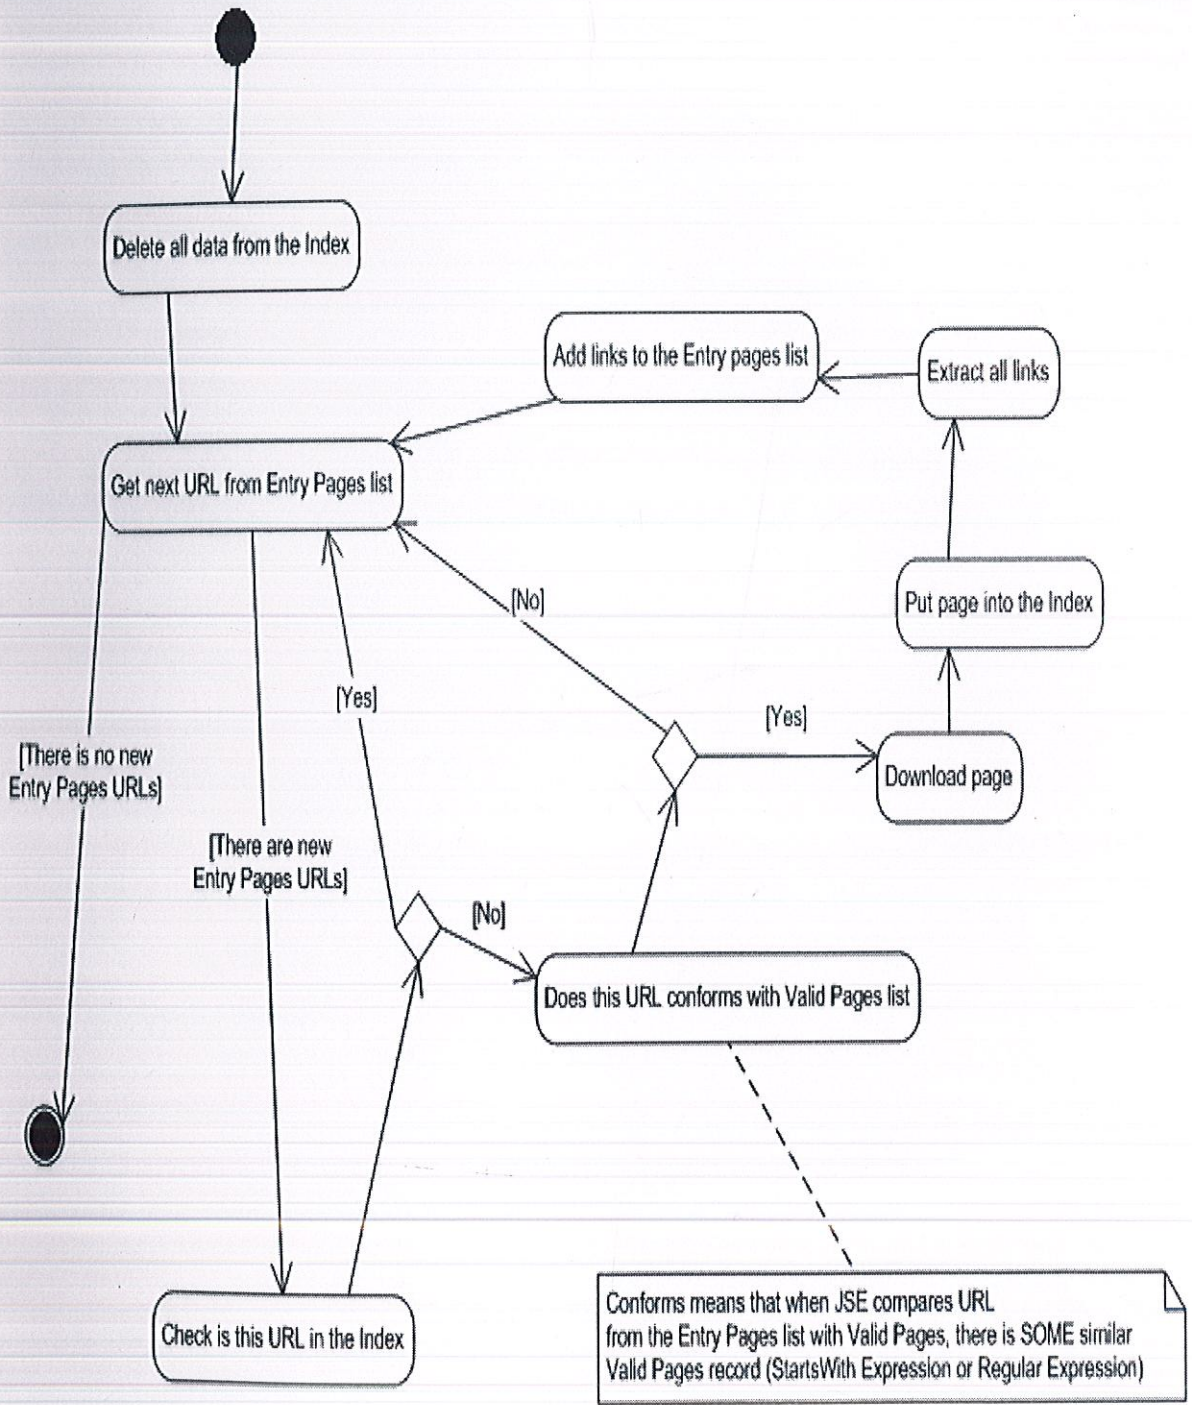 Delete all data from the Index
Add links to the Entry pages list
Extract all links
Get next URL from Entry Pages list
[No]
Put page into the Index
[Yes]
[Yes]
[There is no new
Entry Pages URLs]
Download page
[There are new
Entry Pages URLs]
[No]
Does this URL conforms with Valid Pages list
Check is this URL in the Index
Conforms means that when JSE compares URL
from the Entry Pages list with Valid Pages, there is SOME similar
Valid Pages record (StartsWith Expression or Regular Expression)